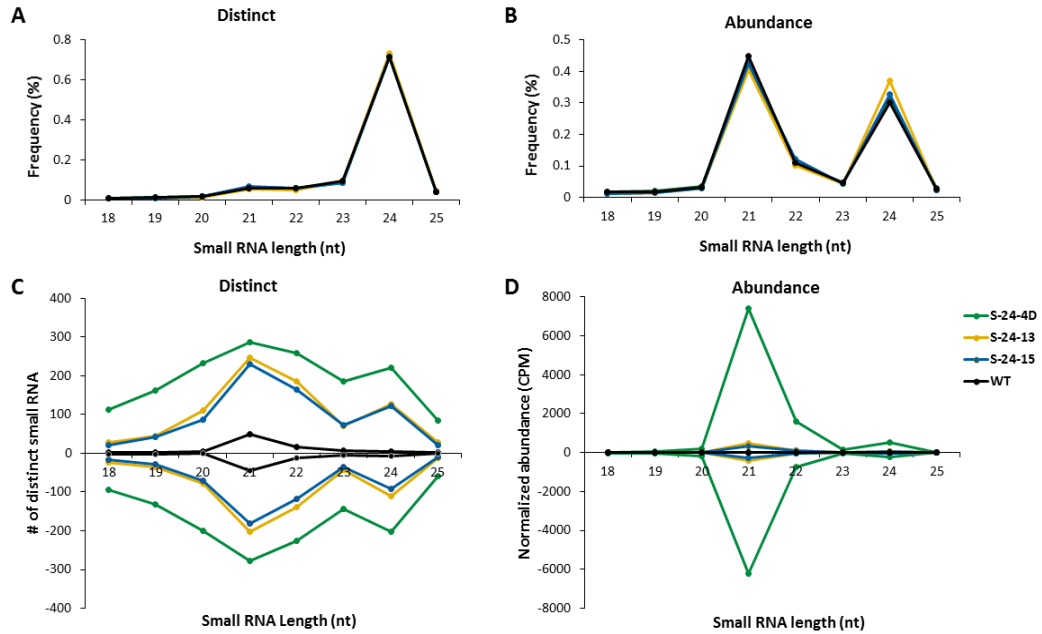 A
Distinct
Frequency (%)
0.8
0.6
0.4
0.2
0
18 19 20 21 22 23 24 25
Small RNA length (nt)
B
Abundance
Frequency (%)
0.5
0.4
0.3
0.2
0.1
0
18 19 20 21 22 23 24 25
Small RNA length (nt)
C
Distinct
# of distinct small RNA
400
300
200
100
0
-100
-200
-300
-400
18 19 20 21 22 23 24 25
Small RNA Length (nt)
D
Abundance
Normalized abundance (CPM)
8000
6000
4000
2000
0
-2000
-4000
-6000
-8000
18 19 20 21 22 23 24 25
Small RNA length (nt)
S-24-4D
S-24-13
S-24-15
WT